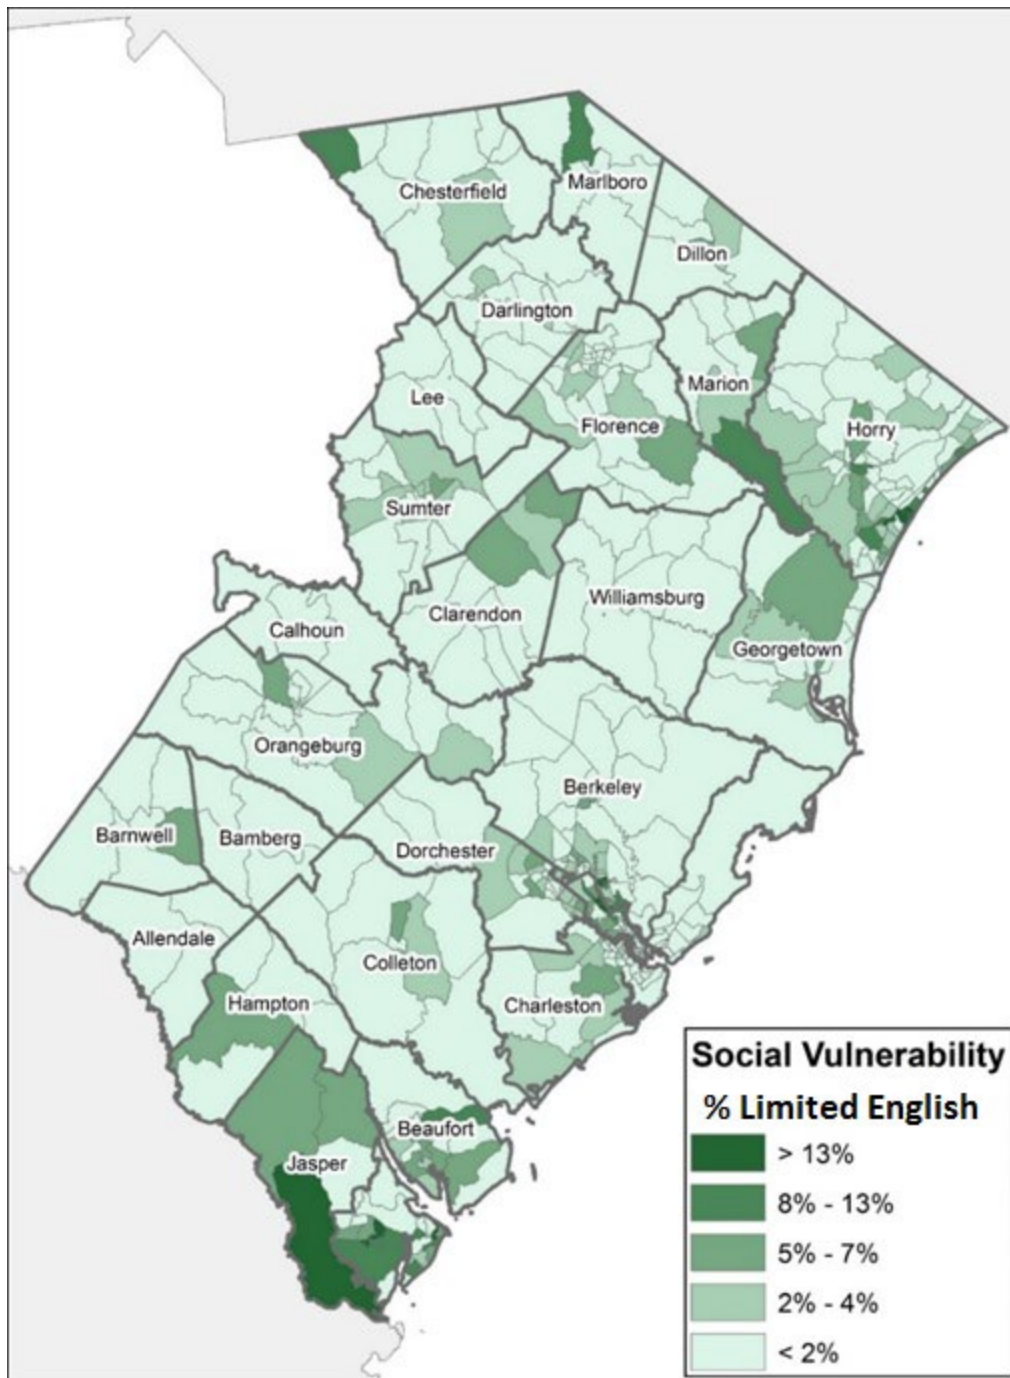 Chesterfield
Marlboro
Dillon
Darlington
Marion
Lee
Florence
Horry
Sumter
Williamsburg
Clarendon
Calhoun
Georgetown
Orangeburg
Berkeley
Barnwell
Bamberg
Dorchester
Allendale
Colleton
Hampton
Charleston
Beaufort
Jasper
Social Vulnerability
% Limited English
> 13%
8% - 13%
5% - 7%
2% - 4%
< 2%